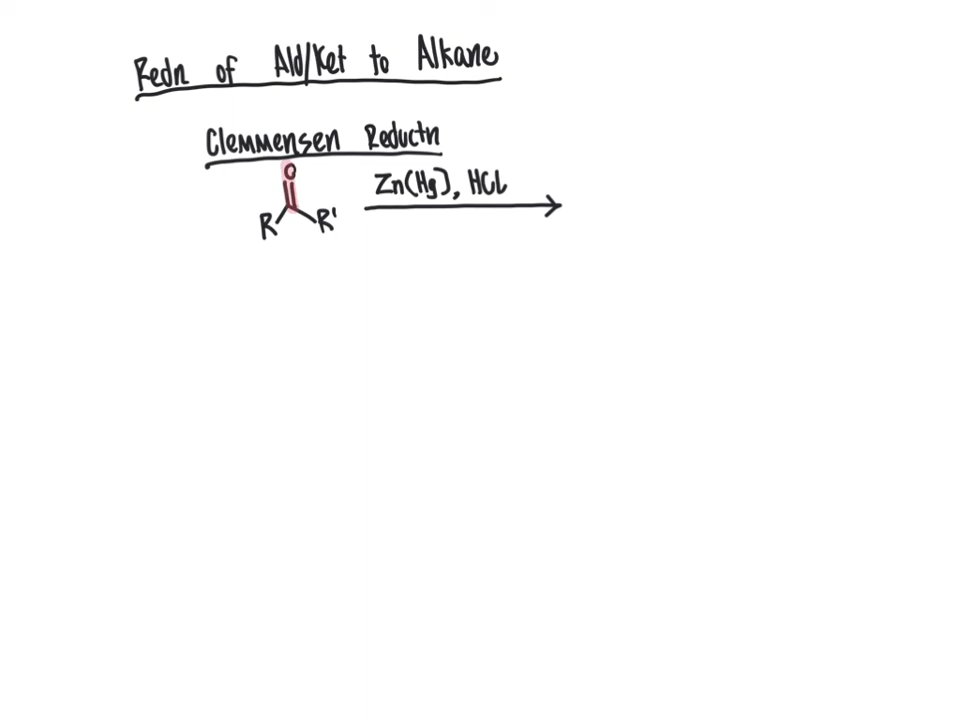 Redn of Ald/Ket to Alkane
Clemmensen Reductn
O
Zn(Hg), HCl
R R'